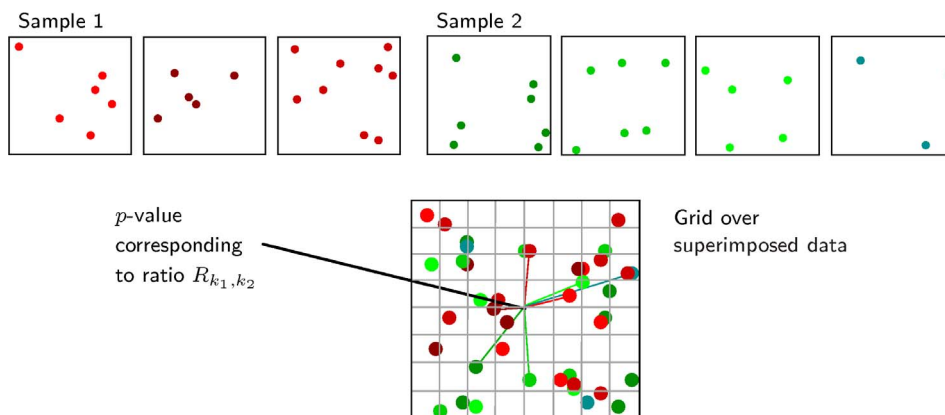 Sample 1
Sample 2
p-value
corresponding
to ratio R_{k_1,k_2}
Grid over
superimposed data